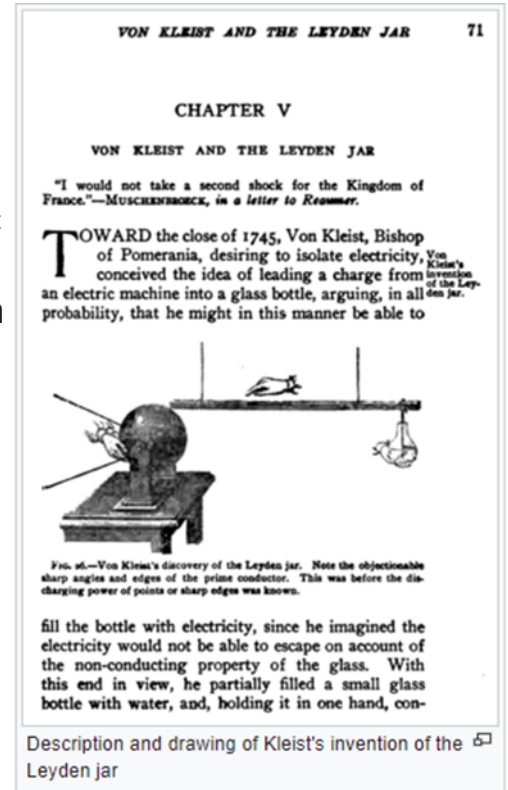 VON KLEIST AND THE LEYDEN JAR 71
CHAPTER V
VON KLEIST AND THE LEYDEN JAR
"I would not take a second shock for the Kingdom of
France."—MUSCHENBROECK, in a letter to Reaumer.
TOWARD the close of 1745, Von Kleist, Bishop
of Pomerania, desiring to isolate electricity,
conceived the idea of leading a charge from
an electric machine into a glass bottle, arguing, in all
probability, that he might in this manner be able to
Von
Kleist's
invention
of the Ley-
den jar.
FIG. 26.—Von Kleist's discovery of the Leyden jar. Note the objectionable
sharp angles and edges of the prime conductor. This was before the dis-
charging power of points or sharp edges was known.
fill the bottle with electricity, since he imagined the
electricity would not be able to escape on account of
the non-conducting property of the glass. With
this end in view, he partially filled a small glass
bottle with water, and, holding it in one hand, con-
Description and drawing of Kleist's invention of the
Leyden jar